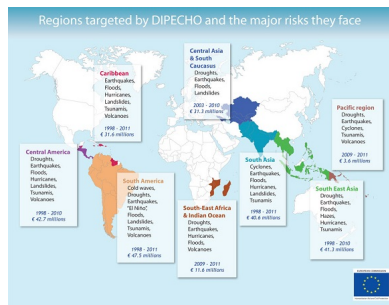 Regions targeted by DIPECHO and the major risks they face
Caribbean
Earthquakes,
Floods,
Hurricanes,
Landslides,
Tsunamis,
Volcanoes
1998 - 2011
€ 31.6 millions
Central Asia
& South
Caucasus
Droughts,
Earthquakes,
Floods,
Landslides
2003 - 2010
€ 31.3 millions
Pacific region
Droughts,
Earthquakes,
Cyclones,
Tsunamis,
Volcanoes
2009 - 2011
€ 3.6 millions
Central America
Droughts,
Earthquakes,
Floods,
Hurricanes,
Landslides,
Tsunamis,
Volcanoes
1998 - 2010
€ 42.7 millions
South America
Cold waves,
Droughts,
Earthquakes,
"El Niño",
Floods,
Landslides,
Tsunamis,
Volcanoes
1998 - 2011
€ 47.5 millions
South-East Africa
& Indian Ocean
Droughts,
Earthquakes,
Hurricanes,
Floods,
Volcanoes
2009 - 2011
€ 11.6 millions
South Asia
Cyclones,
Droughts,
Earthquakes,
Floods,
Landslides,
Tsunamis
1998 - 2011
€ 40.6 millions
South East Asia
Droughts,
Earthquakes,
Floods,
Hazes,
Hurricanes,
Tsunamis
1998 - 2010
€ 41.3 millions